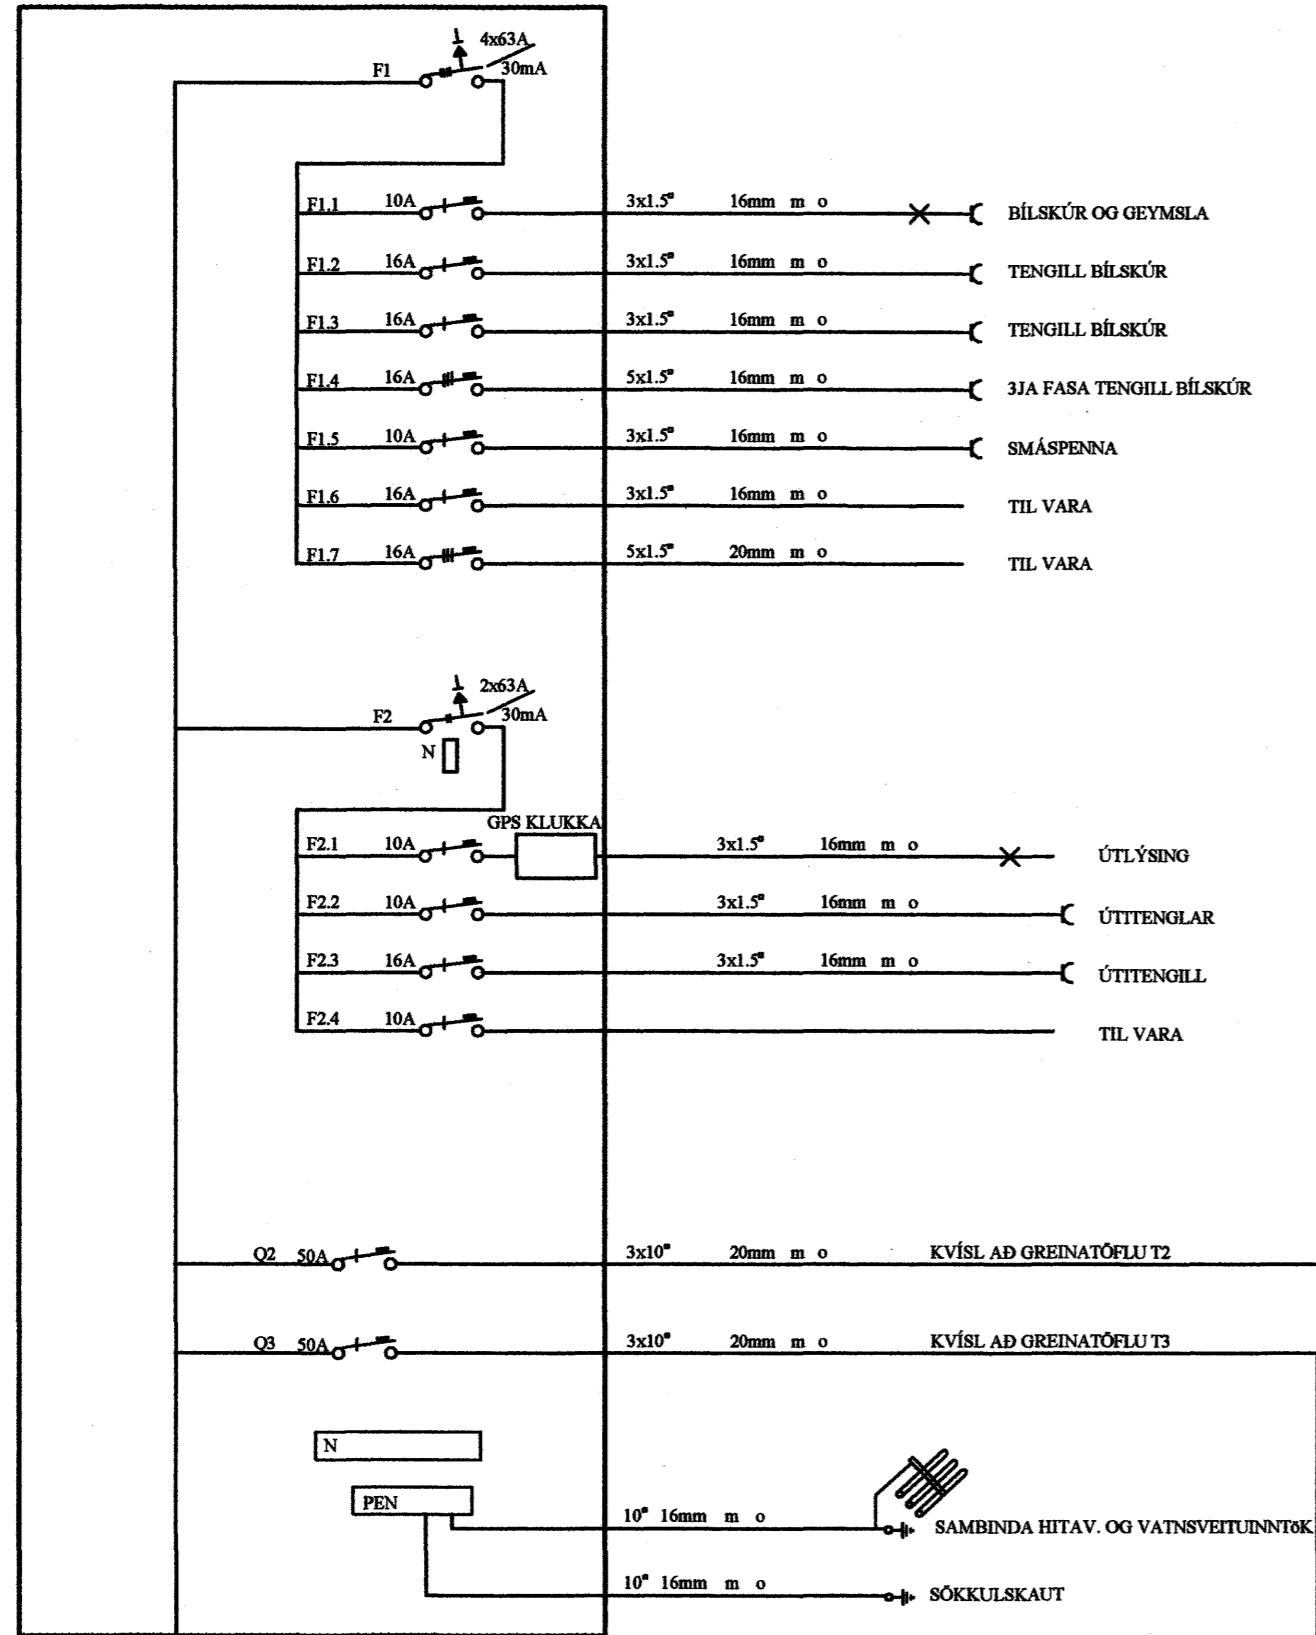 4x63A
F1 30mA
F1.1 10A 3x1.5▫ 16mm m o BÍLSKÚR OG GEYMSLA
F1.2 16A 3x1.5▫ 16mm m o TENGILL BÍLSKÚR
F1.3 16A 3x1.5▫ 16mm m o TENGILL BÍLSKÚR
F1.4 16A 5x1.5▫ 16mm m o 3JA FASA TENGILL BÍLSKÚR
F1.5 10A 3x1.5▫ 16mm m o SMÁSPENNA
F1.6 16A 3x1.5▫ 16mm m o TIL VARA
F1.7 16A 5x1.5▫ 20mm m o TIL VARA
2x63A
F2 30mA
N
GPS KLUKKA
F2.1 10A 3x1.5▫ 16mm m o ÚTLÝSING
F2.2 10A 3x1.5▫ 16mm m o ÚTITENGLAR
F2.3 16A 3x1.5▫ 16mm m o ÚTITENGILL
F2.4 10A TIL VARA
Q2 50A 3x10▫ 20mm m o KVÍSL AÐ GREINATÖFLU T2
Q3 50A 3x10▫ 20mm m o KVÍSL AÐ GREINATÖFLU T3
N
PEN
10▫ 16mm m o SAMBINDA HITAV. OG VATNSVEITUINNTöK
10▫ 16mm m o SÖKKULSKAUT